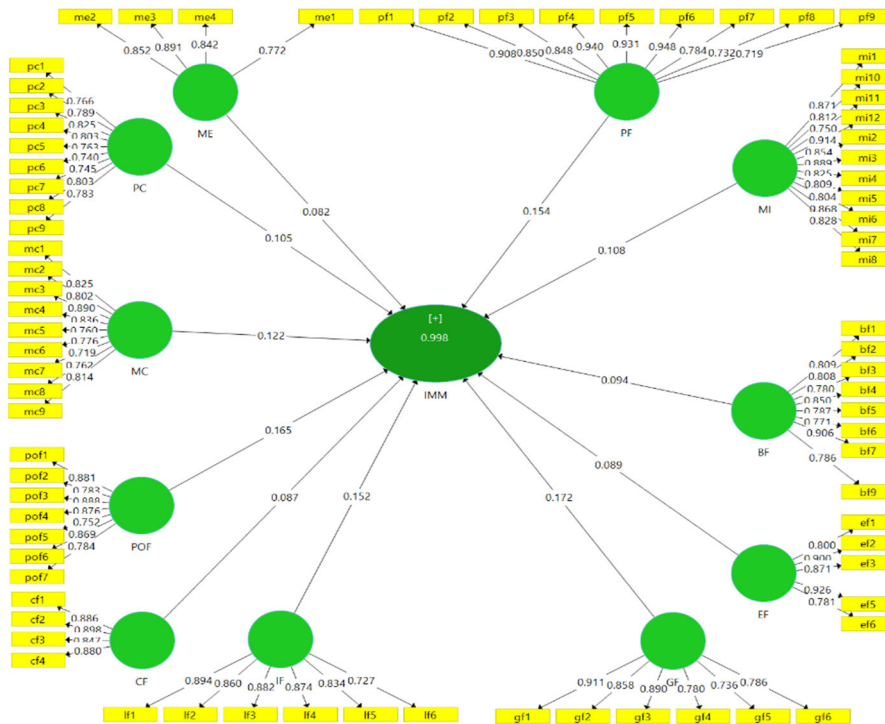 me2
me3
me4
me1
0.852
0.891
0.842
0.772
ME
pf1
pf2
pf3
pf4
pf5
pf6
pf7
pf8
pf9
0.908
0.850
0.848
0.940
0.931
0.948
0.784
0.732
0.719
PF
pc1
pc2
pc3
pc4
pc5
pc6
pc7
pc8
pc9
0.766
0.789
0.825
0.803
0.763
0.740
0.745
0.803
0.783
PC
mi1
mi10
mi11
mi12
mi2
mi3
mi4
mi5
mi6
mi7
mi8
0.871
0.812
0.750
0.914
0.854
0.889
0.825
0.809
0.804
0.868
0.828
MI
0.082
0.154
0.105
0.108
mc1
mc2
mc3
mc4
mc5
mc6
mc7
mc8
mc9
0.825
0.802
0.890
0.836
0.760
0.776
0.719
0.762
0.814
MC
0.122
[+]
0.998
IMM
0.094
bf1
bf2
bf3
bf4
bf5
bf6
bf7
bf9
0.809
0.808
0.780
0.850
0.787
0.771
0.906
0.786
BF
0.165
0.087
0.152
0.172
0.089
pof1
pof2
pof3
pof4
pof5
pof6
pof7
0.881
0.783
0.888
0.876
0.752
0.869
0.784
POF
ef1
ef2
ef3
ef5
ef6
0.800
0.900
0.871
0.926
0.781
EF
cf1
cf2
cf3
cf4
0.886
0.898
0.847
0.880
CF
IF
0.894
0.860
0.882
0.874
0.834
0.727
lf1
lf2
lf3
lf4
lf5
lf6
GF
0.911
0.858
0.890
0.780
0.736
0.786
gf1
gf2
gf3
gf4
gf5
gf6